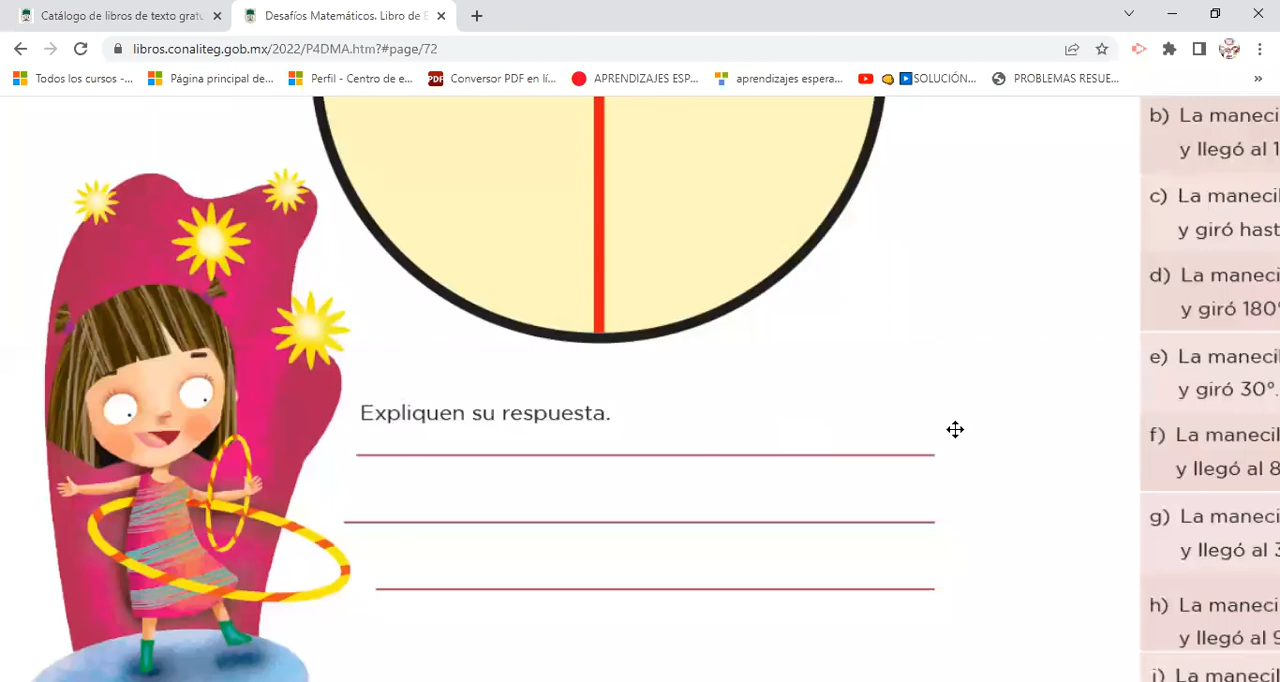 Catálogo de libros de texto gratu
Desafíos Matemáticos. Libro de E
libros.conaliteg.gob.mx/2022/P4DMA.htm?#page/72
Todos los cursos -...
Página principal de...
Perfil - Centro de e...
PDF
Conversor PDF en lí...
APRENDIZAJES ESP...
aprendizajes espera...
SOLUCIÓN...
PROBLEMAS RESUE...
»
Expliquen su respuesta.
b) La maneci
y llegó al 1
c) La manecil
y giró hast
d) La maneci
y giró 180°
e) La maneci
y giró 30°.
f) La manecil
y llegó al 8
g) La maneci
y llegó al 3
h) La maneci
y llegó al 9
i) La manecil